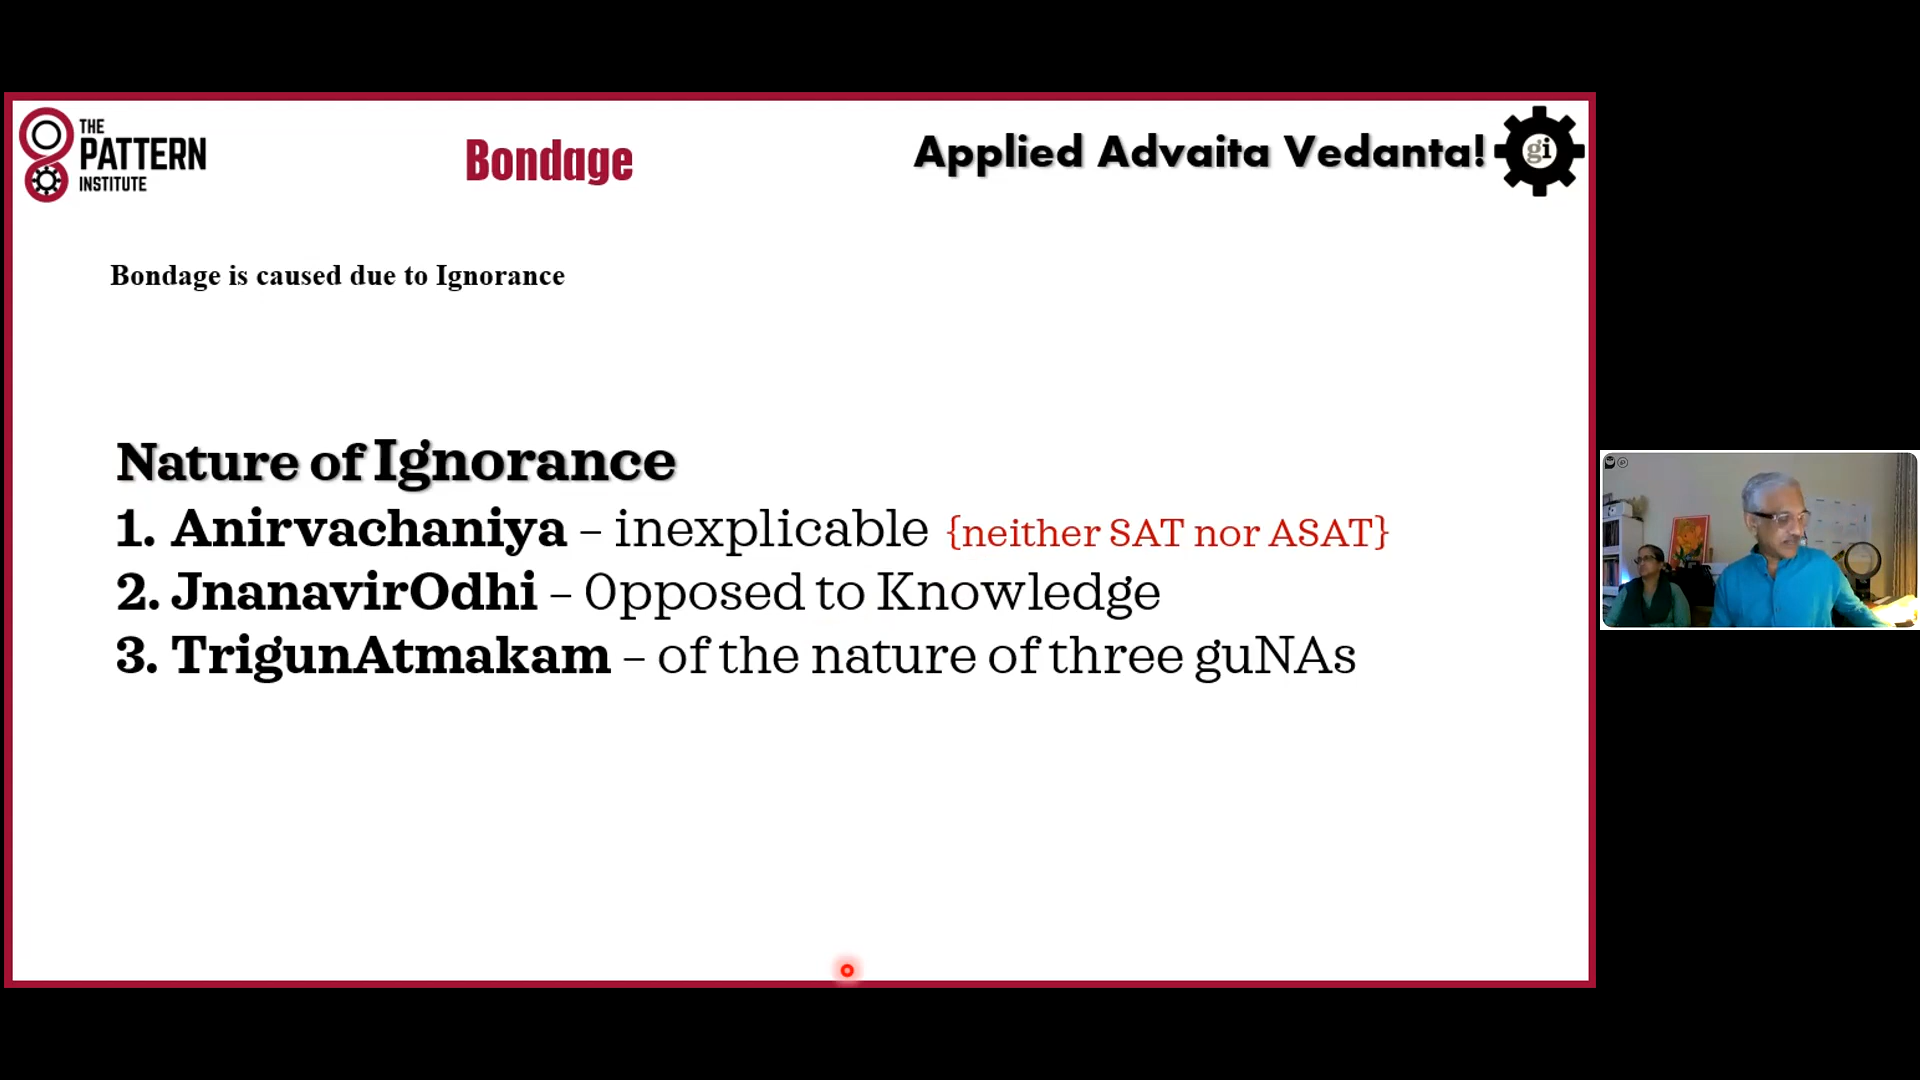 THE
PATTERN
INSTITUTE
Bondage
Applied Advaita Vedanta!
gi
Bondage is caused due to Ignorance
Nature of Ignorance
1. Anirvachaniya – inexplicable {neither SAT nor ASAT}
2. JnanavirOdhi – Opposed to Knowledge
3. TrigunAtmakam – of the nature of three guNAs